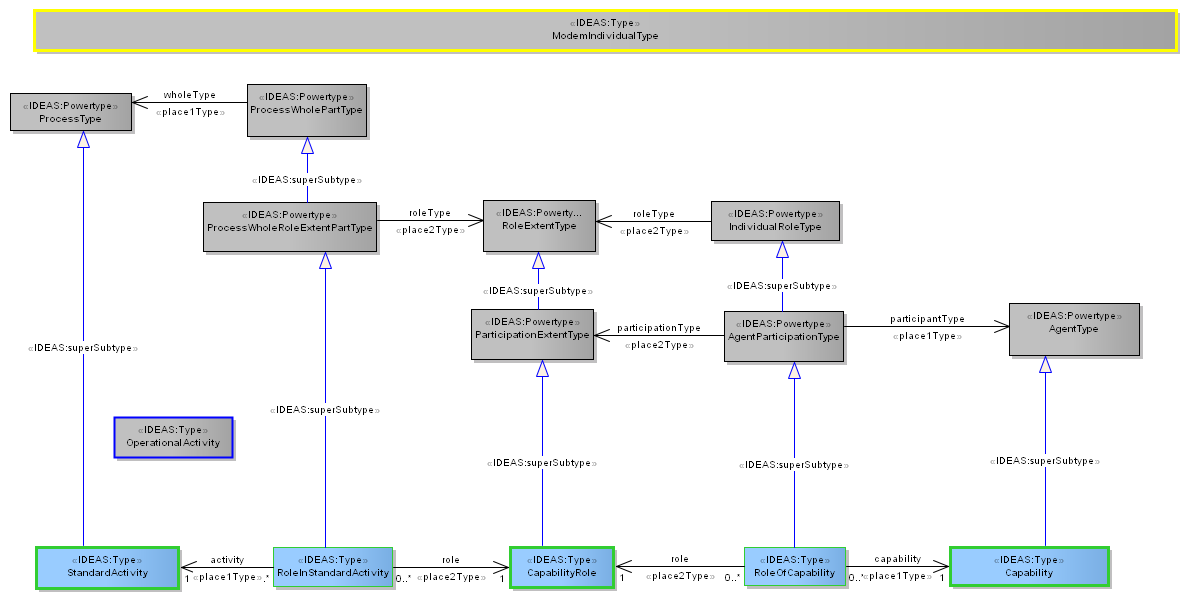 «IDEAS:Type»
ModemIndividualType
«IDEAS:Powertype»
ProcessType
wholeType
«place1Type»
«IDEAS:Powertype»
ProcessWholePartType
«IDEAS:superSubtype»
«IDEAS:Powertype»
ProcessWholeRoleExtentPartType
roleType
«place2Type»
«IDEAS:Powerty...
RoleExtentType
roleType
«place2Type»
«IDEAS:Powertype»
IndividualRoleType
«IDEAS:superSubtype»
«IDEAS:superSubtype»
«IDEAS:Powertype»
ParticipationExtentType
participationType
«place2Type»
«IDEAS:Powertype»
AgentParticipationType
participantType
«place1Type»
«IDEAS:Powertype»
AgentType
«IDEAS:superSubtype»
«IDEAS:superSubtype»
«IDEAS:Type»
OperationalActivity
«IDEAS:superSubtype»
«IDEAS:superSubtype»
«IDEAS:superSubtype»
«IDEAS:Type»
StandardActivity
activity
1 «place1Type» .*
«IDEAS:Type»
RoleInStandardActivity
role
0..* «place2Type» 1
«IDEAS:Type»
CapabilityRole
role
1 «place2Type» 0..*
«IDEAS:Type»
RoleOfCapability
capability
0..* «place1Type» 1
«IDEAS:Type»
Capability